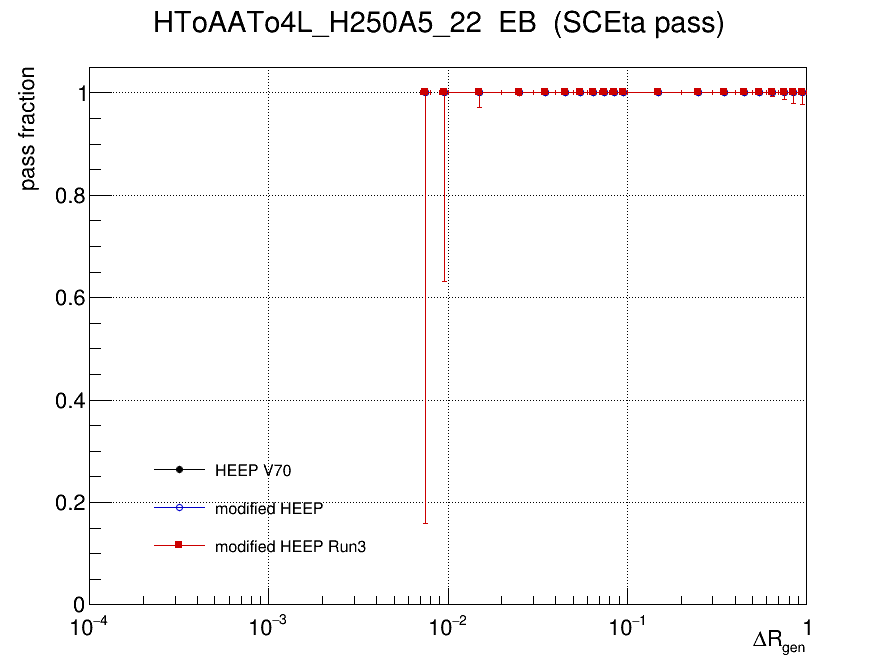 HToAATo4L_H250A5_22 EB (SCEta pass)
pass fraction
1
0.8
0.6
0.4
0.2
0
HEEP V70
modified HEEP
modified HEEP Run3
10⁻⁴ 10⁻³ 10⁻² 10⁻¹ 1
ΔR_gen